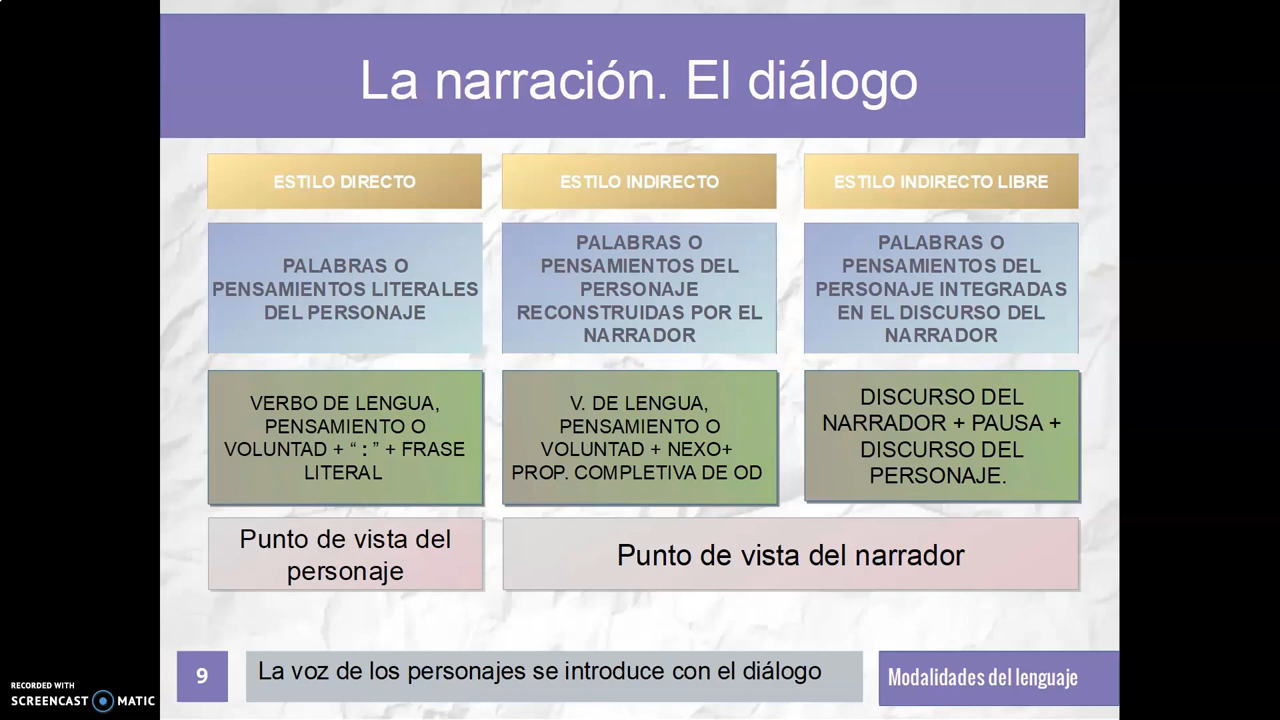 La narración. El diálogo
ESTILO DIRECTO
ESTILO INDIRECTO
ESTILO INDIRECTO LIBRE
PALABRAS O
PENSAMIENTOS LITERALES
DEL PERSONAJE
PALABRAS O
PENSAMIENTOS DEL
PERSONAJE
RECONSTRUIDAS POR EL
NARRADOR
PALABRAS O
PENSAMIENTOS DEL
PERSONAJE INTEGRADAS
EN EL DISCURSO DEL
NARRADOR
VERBO DE LENGUA,
PENSAMIENTO O
VOLUNTAD + “ : ” + FRASE
LITERAL
V. DE LENGUA,
PENSAMIENTO O
VOLUNTAD + NEXO+
PROP. COMPLETIVA DE OD
DISCURSO DEL
NARRADOR + PAUSA +
DISCURSO DEL
PERSONAJE.
Punto de vista del
personaje
Punto de vista del narrador
9
La voz de los personajes se introduce con el diálogo
Modalidades del lenguaje
RECORDED WITH
SCREENCAST MATIC